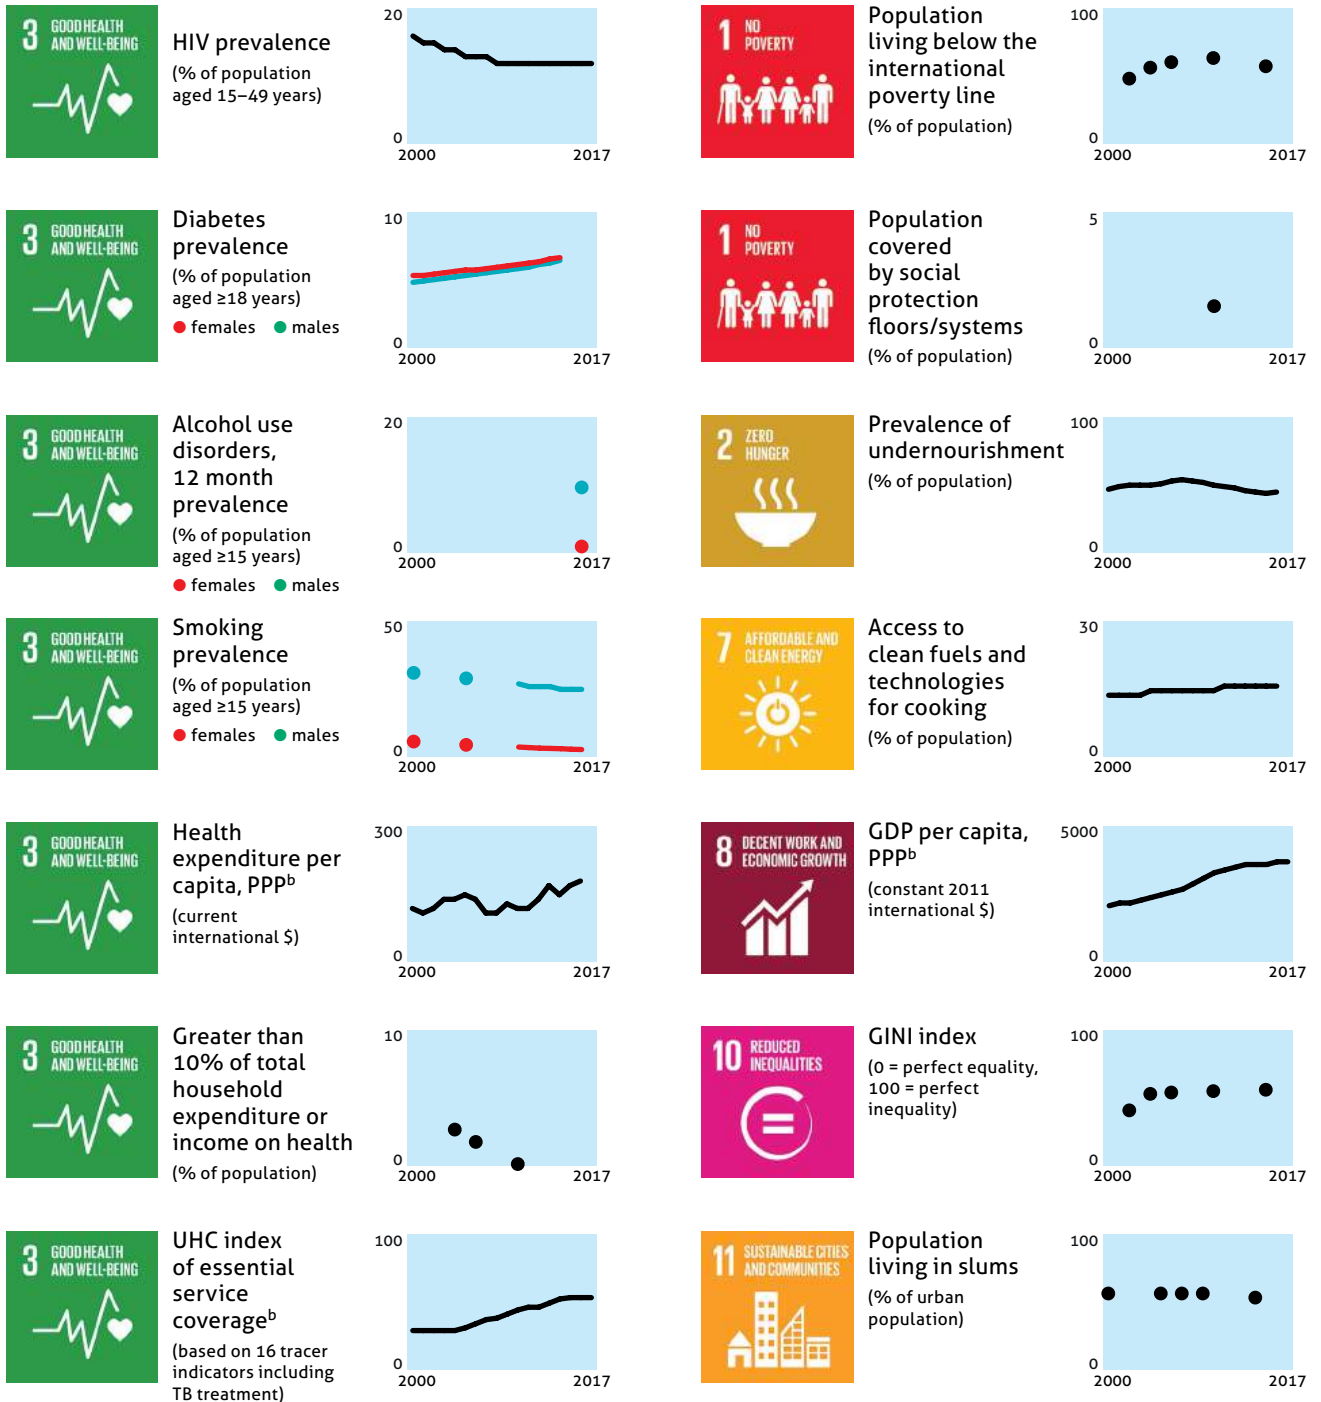 3 GOOD HEALTH
AND WELL-BEING
HIV prevalence
(% of population
aged 15–49 years)
20
0
2000 2017
3 GOOD HEALTH
AND WELL-BEING
Diabetes
prevalence
(% of population
aged ≥18 years)
females males
10
0
2000 2017
3 GOOD HEALTH
AND WELL-BEING
Alcohol use
disorders,
12 month
prevalence
(% of population
aged ≥15 years)
females males
20
0
2000 2017
3 GOOD HEALTH
AND WELL-BEING
Smoking
prevalence
(% of population
aged ≥15 years)
females males
50
0
2000 2017
3 GOOD HEALTH
AND WELL-BEING
Health
expenditure per
capita, PPPᵇ
(current
international $)
300
0
2000 2017
3 GOOD HEALTH
AND WELL-BEING
Greater than
10% of total
household
expenditure or
income on health
(% of population)
10
0
2000 2017
3 GOOD HEALTH
AND WELL-BEING
UHC index
of essential
service
coverageᵇ
(based on 16 tracer
indicators including
TB treatment)
100
0
2000 2017
1 NO
POVERTY
Population
living below the
international
poverty line
(% of population)
100
0
2000 2017
1 NO
POVERTY
Population
covered
by social
protection
floors/systems
(% of population)
5
0
2000 2017
2 ZERO
HUNGER
Prevalence of
undernourishment
(% of population)
100
0
2000 2017
7 AFFORDABLE AND
CLEAN ENERGY
Access to
clean fuels and
technologies
for cooking
(% of population)
30
0
2000 2017
8 DECENT WORK AND
ECONOMIC GROWTH
GDP per capita,
PPPᵇ
(constant 2011
international $)
5000
0
2000 2017
10 REDUCED
INEQUALITIES
GINI index
(0 = perfect equality,
100 = perfect
inequality)
100
0
2000 2017
11 SUSTAINABLE CITIES
AND COMMUNITIES
Population
living in slums
(% of urban
population)
100
0
2000 2017